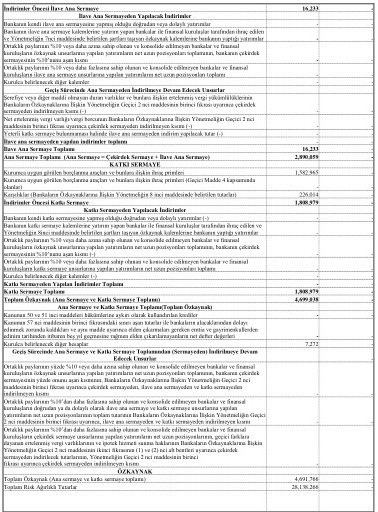 İndirimler Öncesi İlave Ana Sermaye 16.233
İlave Ana Sermayeden Yapılacak İndirimler
Bankanın kendi ilave ana sermayesine yapmış olduğu doğrudan veya dolaylı yatırımlar -
Bankanın ilave ana sermaye kalemlerine yatırım yapan bankalar ile finansal kuruluşlar tarafından ihraç edilen
ve Yönetmeliğin 7nci maddesinde belirtilen şartları taşıyan özkaynak kalemlerine bankanın yaptığı yatırımlar -
Ortaklık paylarının %10 veya daha azına sahip olunan ve konsolide edilmeyen bankalar ve finansal
kuruluşların özkaynak unsurlarına yapılan yatırımların net uzun pozisyonları toplamının, bankanın çekirdek
sermayesinin %10'nunu aşan kısmı -
Ortaklık paylarının %10 veya daha fazlasına sahip olunan ve konsolide edilmeyen bankalar ve finansal
kuruluşların ilave ana sermaye unsurlarına yapılan yatırımların net uzun pozisyonları toplamı -
Kurulca belirlenecek diğer kalemler -
Geçiş Sürecinde Ana Sermayeden İndirilmeye Devam Edecek Unsurlar
Şerefiye veya diğer maddi olmayan duran varlıklar ve bunlara ilişkin ertelenmiş vergi yükümlülüklerinin
Bankaların Özkaynaklarına İlişkin Yönetmeliğin Geçici 2 nci maddesinin birinci fıkrası uyarınca çekirdek
sermayeden indirilmeyen kısmı (-) -
Net ertelenmiş vergi varlığı/vergi borcunun Bankaların Özkaynaklarına İlişkin Yönetmeliğin Geçici 2 nci
maddesinin birinci fıkrası uyarınca çekirdek sermayeden indirilmeyen kısmı (-) -
Yeterli katkı sermaye bulunmaması halinde ilave ana sermayeden indirim yapılacak tutar (-) -
İlave ana sermayeden yapılan indirimler toplamı -
İlave Ana Sermaye Toplamı 16.233
Ana Sermaye Toplamı (Ana Sermaye = Çekirdek Sermaye + İlave Ana Sermaye) 2.890.059
KATKI SERMAYE
Kurumca uygun görülen borçlanma araçları ve bunlara ilişkin ihraç primleri 1.582.965
Kurumca uygun görülen borçlanma araçları ve bunlara ilişkin ihraç primleri (Geçici Madde 4 kapsamında
olanlar) -
Karşılıklar (Bankaların Özkaynaklarına İlişkin Yönetmeliğin 8 inci maddesinde belirtilen tutarlar) 226.014
İndirimler Öncesi Katkı Sermaye 1.808.979
Katkı Sermayeden Yapılacak İndirimler
Bankanın kendi katkı sermayesine yapmış olduğu doğrudan veya dolaylı yatırımlar (-) -
Bankanın katkı sermaye kalemlerine yatırım yapan bankalar ile finansal kuruluşlar tarafından ihraç edilen ve
Yönetmeliğin 8inci maddesinde belirtilen şartları taşıyan özkaynak kalemlerine bankanın yaptığı yatırımlar -
Ortaklık paylarının %10 veya daha azına sahip olunan ve konsolide edilmeyen bankalar ve finansal
kuruluşların özkaynak unsurlarına yapılan yatırımların net uzun pozisyonları toplamının, bankanın çekirdek
sermayesinin %10'nunu aşan kısmı (-) -
Ortaklık paylarının %10 veya daha fazlasına sahip olunan ve konsolide edilmeyen bankalar ve finansal
kuruluşların katkı sermaye unsurlarına yapılan yatırımların net uzun pozisyonları toplamı -
Kurulca belirlenecek diğer kalemler (-) -
Katkı Sermayeden Yapılan İndirimler Toplamı -
Katkı Sermaye Toplamı 1.808.979
Toplam Özkaynak (Ana Sermaye ve Katkı Sermaye Toplamı) 4.699.038
Ana Sermaye ve Katkı Sermaye Toplamı(Toplam Özkaynak)
Kanunun 50 ve 51 inci maddeleri hükümlerine aykırı olarak kullandırılan krediler -
Kanunun 57 nci maddesinin birinci fıkrasındaki sınırı aşan tutarlar ile bankaların alacaklarından dolayı
edinmek zorunda kaldıkları ve aynı madde uyarınca elden çıkarmaları gereken emtia ve gayrimenkullerden
edinim tarihinden itibaren beş yıl geçmesine rağmen elden çıkarılamayanların net defter değerleri -
Kurulca belirlenecek diğer hesaplar 7.272
Geçiş Sürecinde Ana Sermaye ve Katkı Sermaye Toplamından (Sermayeden) İndirilmeye Devam
Edecek Unsurlar
Ortaklık paylarının yüzde %10 veya daha azına sahip olunan ve konsolide edilmeyen bankalar ve finansal
kuruluşların özkaynak unsurlarına yapılan yatırımların net uzun pozisyonları toplamının, bankanın çekirdek
sermayesinin yüzde onunu aşan kısmının, Bankaların Özkaynaklarına İlişkin Yönetmeliğin Geçici 2 nci
maddesinin birinci fıkrası uyarınca çekirdek sermayeden, ilave ana sermayeden ve katkı sermayeden
indirilmeyen kısmı -
Ortaklık paylarının %10'dan daha fazlasına sahip olunan ve konsolide edilmeyen bankalar ve finansal
kuruluşların doğrudan ya da dolaylı olarak ilave ana sermaye ve katkı sermaye unsurlarına yapılan
yatırımların net uzun pozisyonlarının toplam tutarının Bankaların Özkaynaklarına İlişkin Yönetmeliğin Geçici
2 nci maddesinin birinci fıkrası uyarınca, ilave ana sermayeden ve katkı sermayeden indirilmeyen kısmı -
Ortaklık paylarının %10'dan daha fazlasına sahip olunan ve konsolide edilmeyen bankalar ve finansal
kuruluşların çekirdek sermaye unsurlarına yapılan yatırımların net uzun pozisyonlarının, geçici farklara
dayanan ertelenmiş vergi varlıklarının ve ipotek hizmeti sunma haklarının Bankaların Özkaynaklarına İlişkin
Yönetmeliğin Geçici 2 nci maddesinin ikinci fıkrasının (1) ve (2) nci alt bentleri uyarınca çekirdek
sermayeden indirilecek tutarlarının, Yönetmeliğin Geçici 2 nci maddesinin birinci
fıkrası uyarınca çekirdek sermayeden indirilmeyen kısmı -
ÖZKAYNAK
Toplam Özkaynak (Ana sermaye ve katkı sermaye toplamı) 4.691.766
Toplam Risk Ağırlıklı Tutarlar 28.138.266